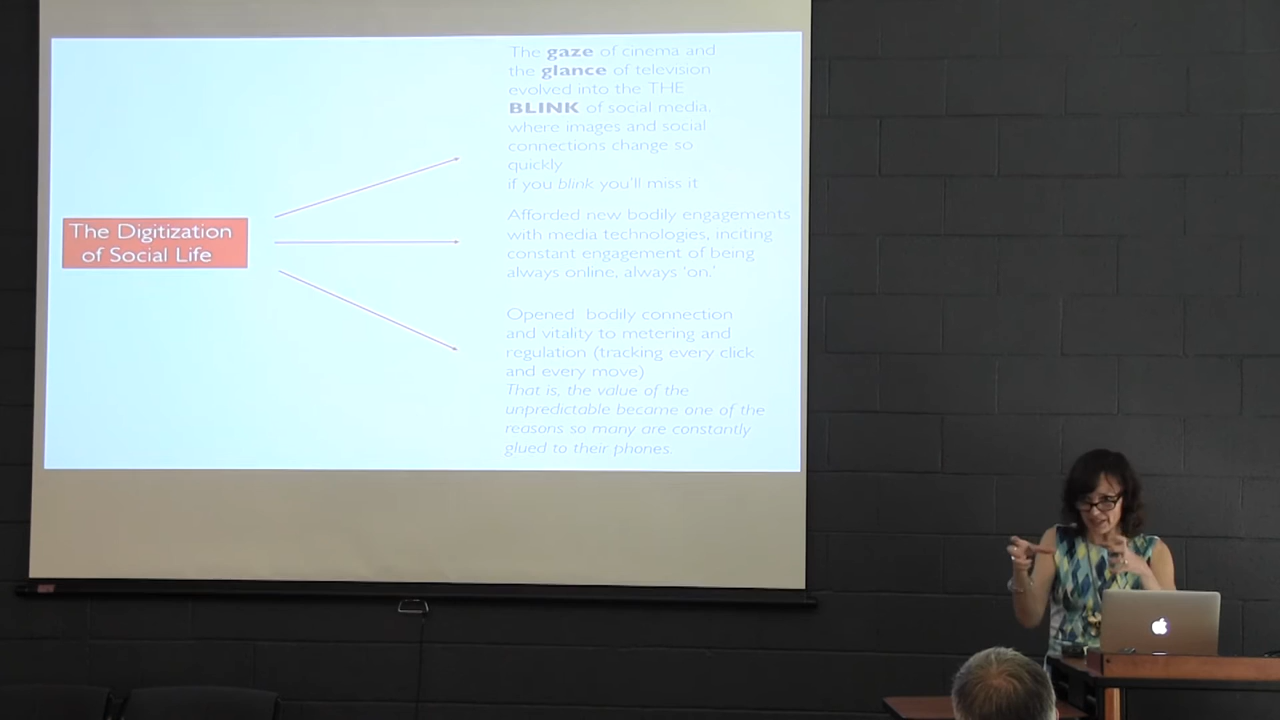 The Digitization
of Social Life
The gaze of cinema and
the glance of television
evolved into the THE
BLINK of social media,
where images and social
connections change so
quickly
if you blink you'll miss it
Afforded new bodily engagements
with media technologies, inciting
constant engagement of being
always online, always 'on.'
Opened bodily connection
and vitality to metering and
regulation (tracking every click
and every move)
That is, the value of the
unpredictable became one of the
reasons so many are constantly
glued to their phones.